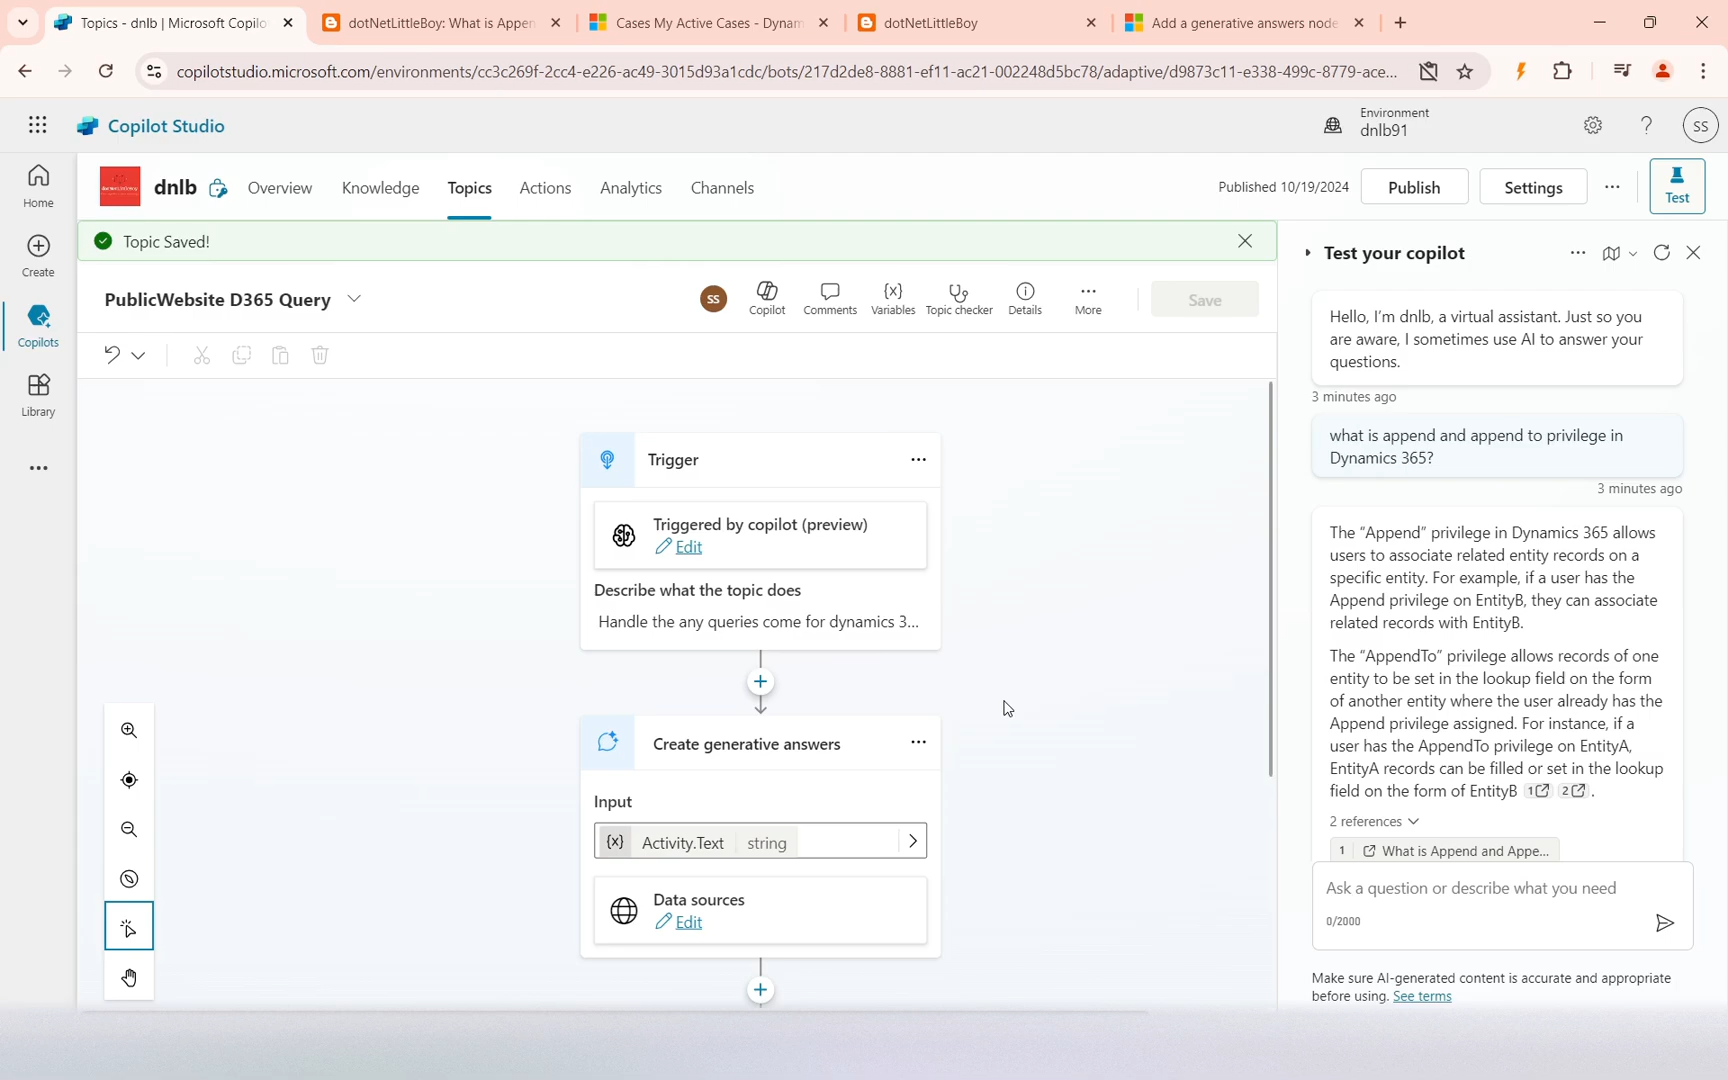 Topics - dnlb | Microsoft Copilo
dotNetLittleBoy: What is Appen
Cases My Active Cases - Dynam
dotNetLittleBoy
Add a generative answers node
copilotstudio.microsoft.com/environments/cc3c269f-2cc4-e226-ac49-3015d93a1cdc/bots/217d2de8-8881-ef11-ac21-002248d5bc78/adaptive/d9873c11-e338-499c-8779-ace...
Copilot Studio
Environment
dnlb91
SS
Home
Create
Copilots
Library
dnlb
Overview
Knowledge
Topics
Actions
Analytics
Channels
Published 10/19/2024
Publish
Settings
Test
Topic Saved!
PublicWebsite D365 Query
SS
Copilot
Comments
{x}
Variables
Topic checker
Details
More
Save
Trigger
Triggered by copilot (preview)
Edit
Describe what the topic does
Handle the any queries come for dynamics 3...
Create generative answers
Input
{x} Activity.Text string
Data sources
Edit
Test your copilot
Hello, I'm dnlb, a virtual assistant. Just so you
are aware, I sometimes use AI to answer your
questions.
3 minutes ago
what is append and append to privilege in
Dynamics 365?
3 minutes ago
The “Append” privilege in Dynamics 365 allows
users to associate related entity records on a
specific entity. For example, if a user has the
Append privilege on EntityB, they can associate
related records with EntityB.
The “AppendTo” privilege allows records of one
entity to be set in the lookup field on the form
of another entity where the user already has the
Append privilege assigned. For instance, if a
user has the AppendTo privilege on EntityA,
EntityA records can be filled or set in the lookup
field on the form of EntityB 1 2 .
2 references
1 What is Append and Appe...
Ask a question or describe what you need
0/2000
Make sure AI-generated content is accurate and appropriate
before using. See terms